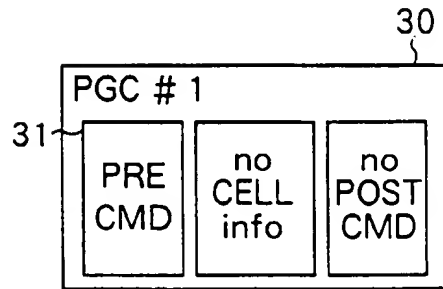 30
PGC # 1
31
PRE
CMD
no
CELL
info
no
POST
CMD